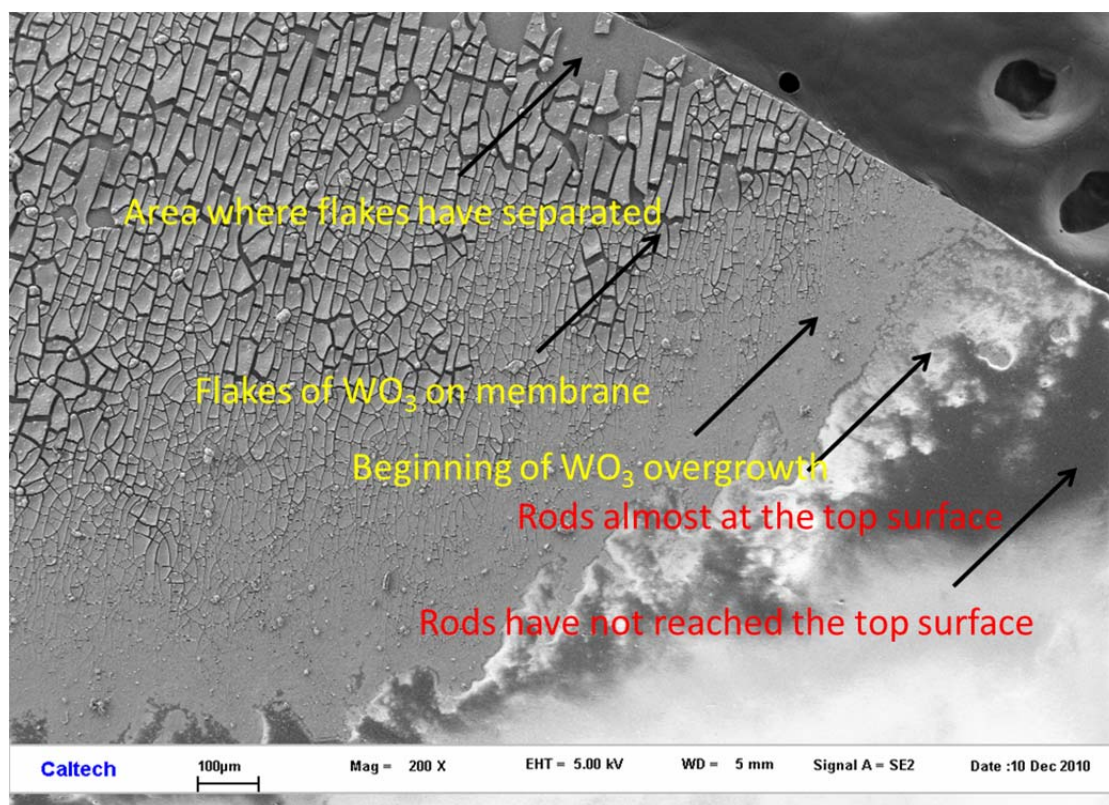 Area where flakes have separated
Flakes of WO₃ on membrane
Beginning of WO₃ overgrowth
Rods almost at the top surface
Rods have not reached the top surface
Caltech 100µm Mag = 200 X EHT = 5.00 kV WD = 5 mm Signal A = SE2 Date :10 Dec 2010